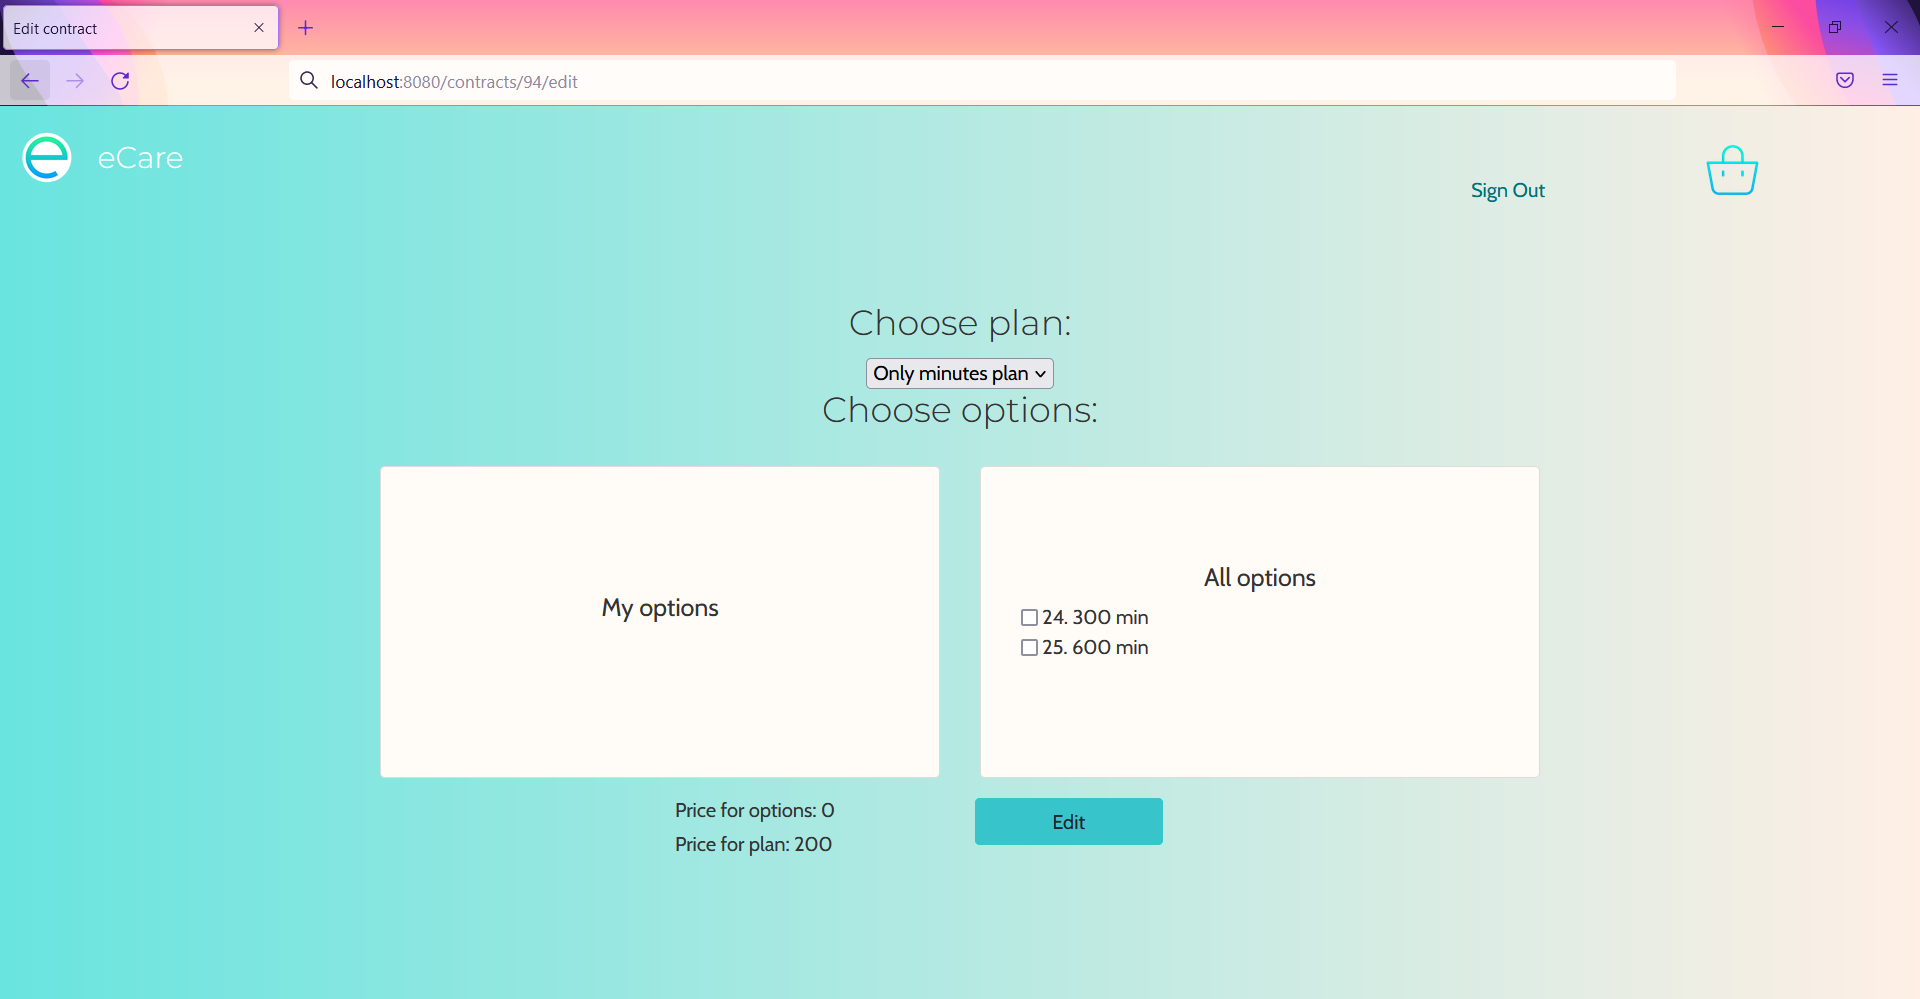 Edit contract
localhost:8080/contracts/94/edit
eCare
Sign Out
Choose plan:
Only minutes plan
Choose options:
My options
All options
24. 300 min
25. 600 min
Price for options: 0
Price for plan: 200
Edit